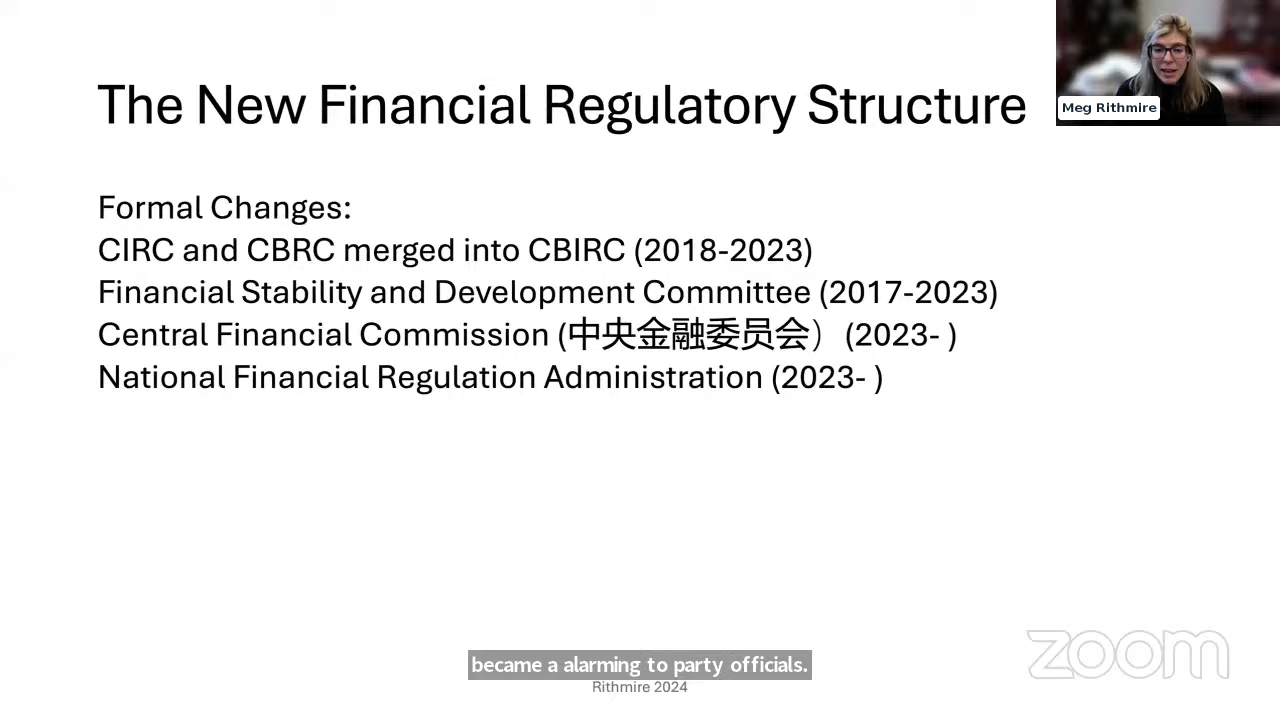 The New Financial Regulatory Structure
Meg Rithmire
Formal Changes:
CIRC and CBRC merged into CBIRC (2018-2023)
Financial Stability and Development Committee (2017-2023)
Central Financial Commission (中央金融委员会）(2023- )
National Financial Regulation Administration (2023- )
became a alarming to party officials.
Rithmire 2024
zoom